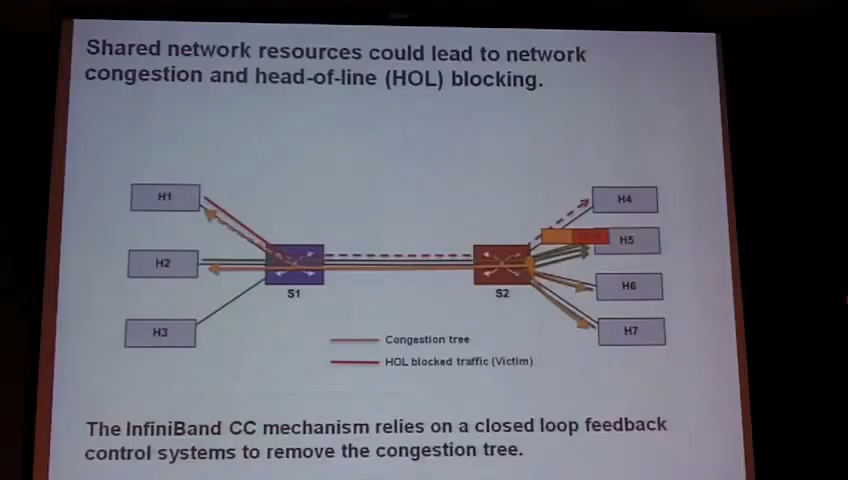 Shared network resources could lead to network
congestion and head-of-line (HOL) blocking.
H1
H4
H5
H2
H6
S1
S2
H3
H7
Congestion tree
HOL blocked traffic (Victim)
The InfiniBand CC mechanism relies on a closed loop feedback
control systems to remove the congestion tree.